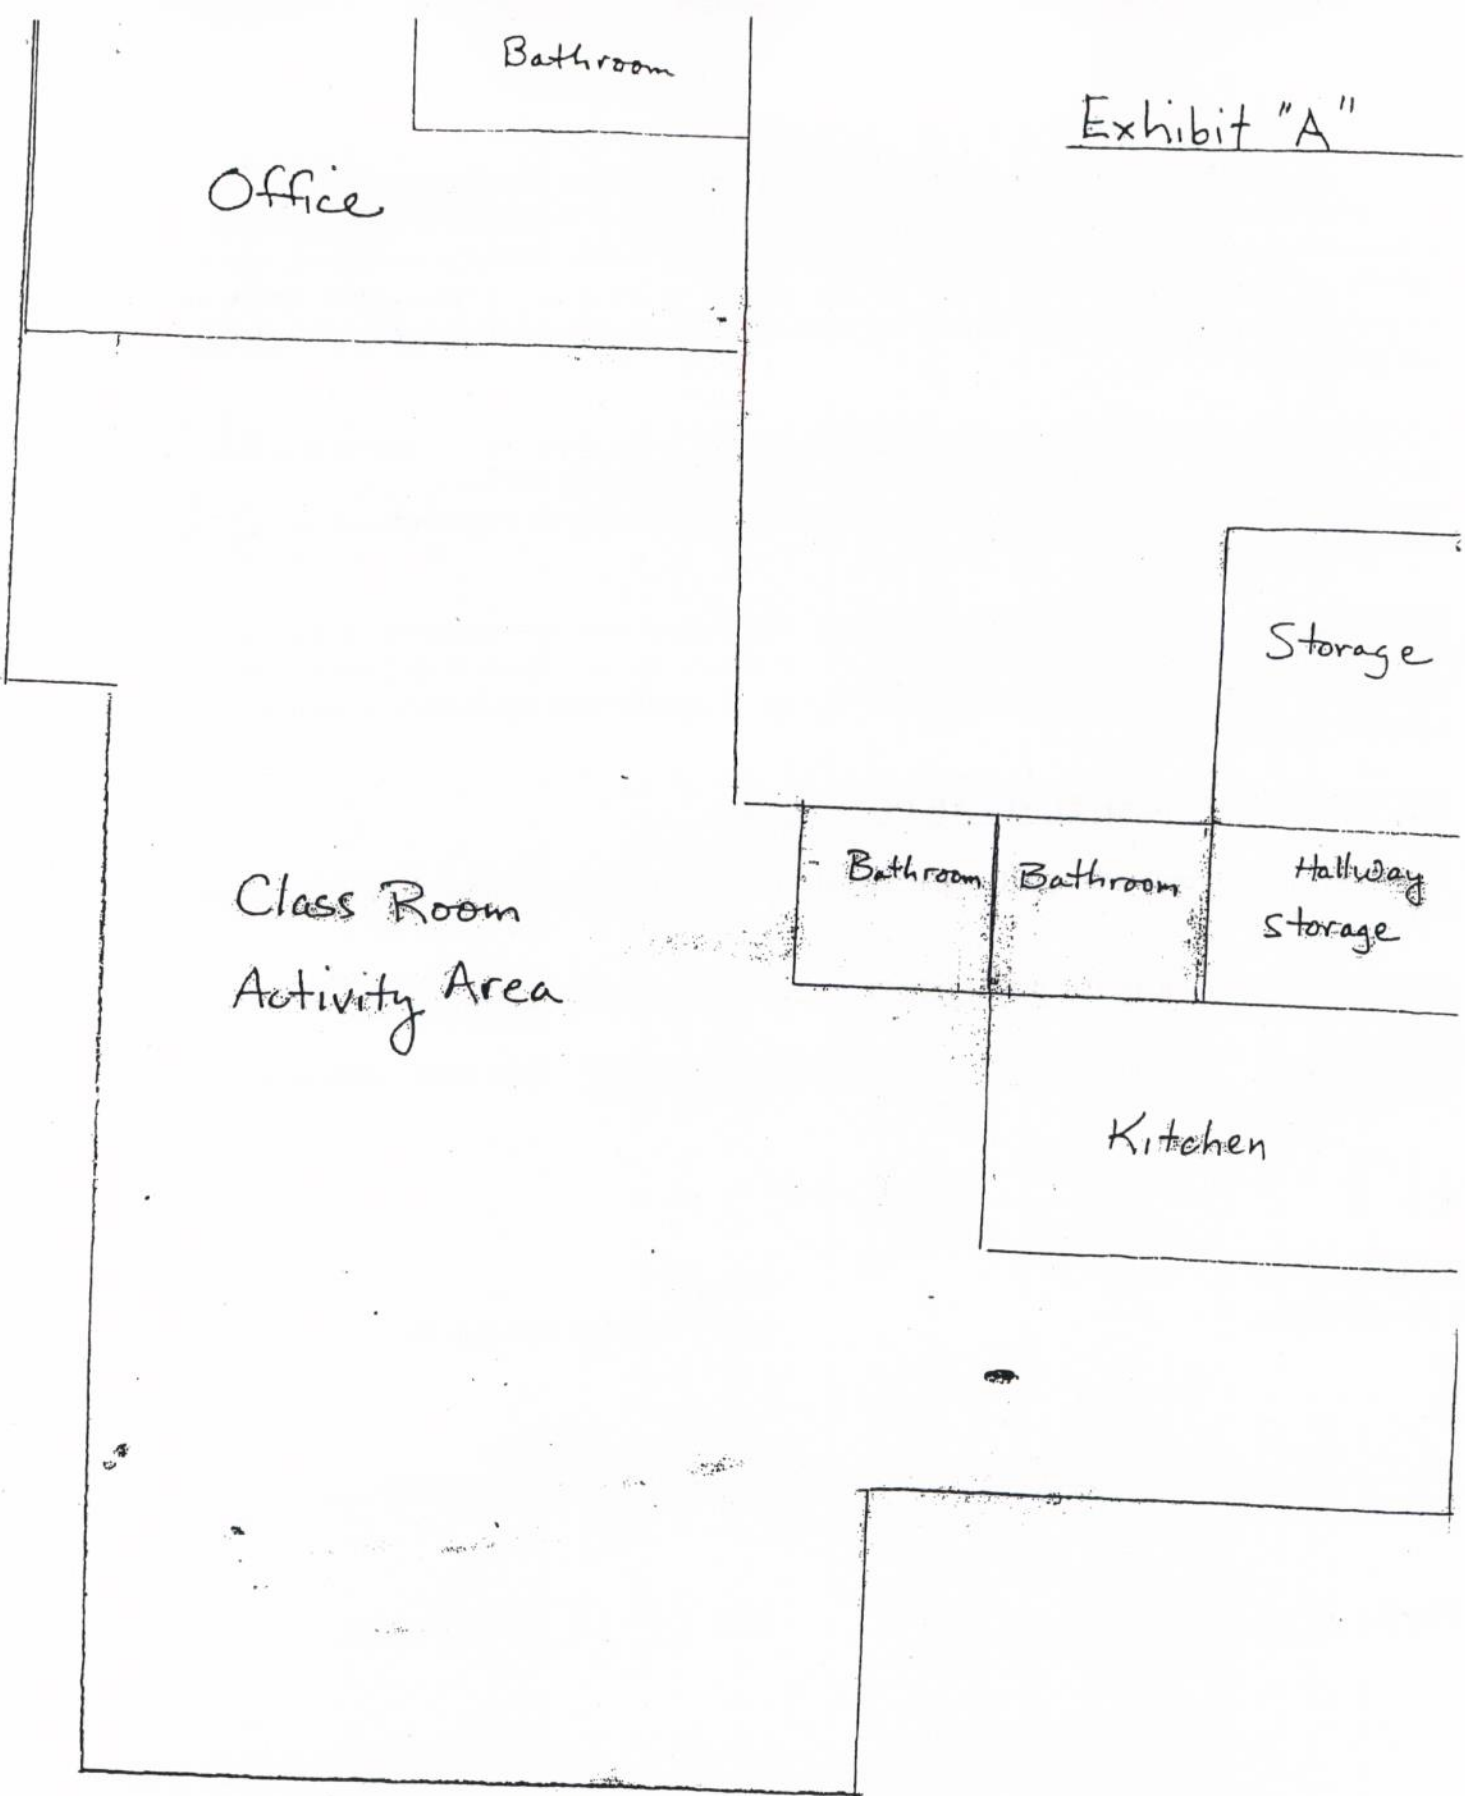 Bathroom
Exhibit "A"
Office
Storage
Bathroom
Bathroom
Hallway
storage
Class Room
Activity Area
Kitchen